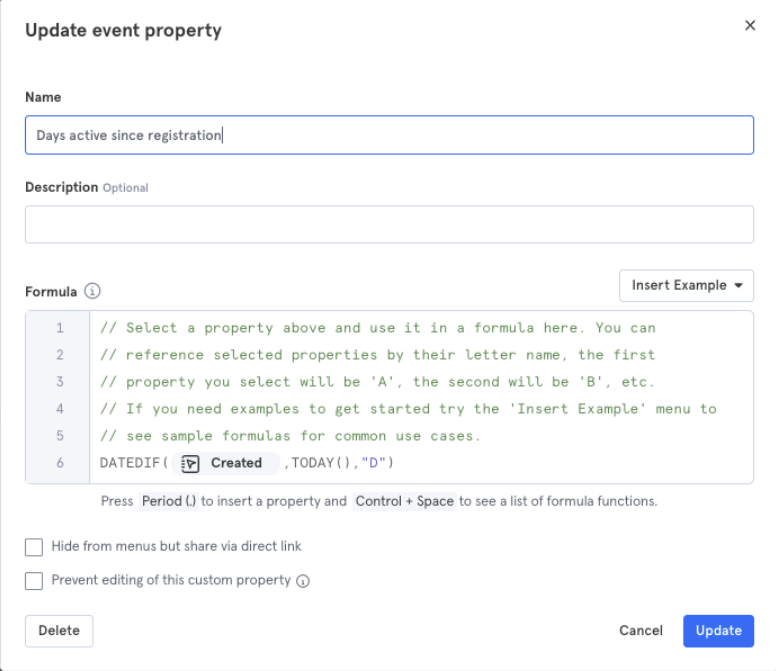 Update event property
Name
Days active since registration
Description Optional
Formula
Insert Example
1 // Select a property above and use it in a formula here. You can
2 // reference selected properties by their letter name, the first
3 // property you select will be 'A', the second will be 'B', etc.
4 // If you need examples to get started try the 'Insert Example' menu to
5 // see sample formulas for common use cases.
6 DATEDIF( Created ,TODAY(),"D")
Press Period (.) to insert a property and Control + Space to see a list of formula functions.
Hide from menus but share via direct link
Prevent editing of this custom property
Delete Cancel Update